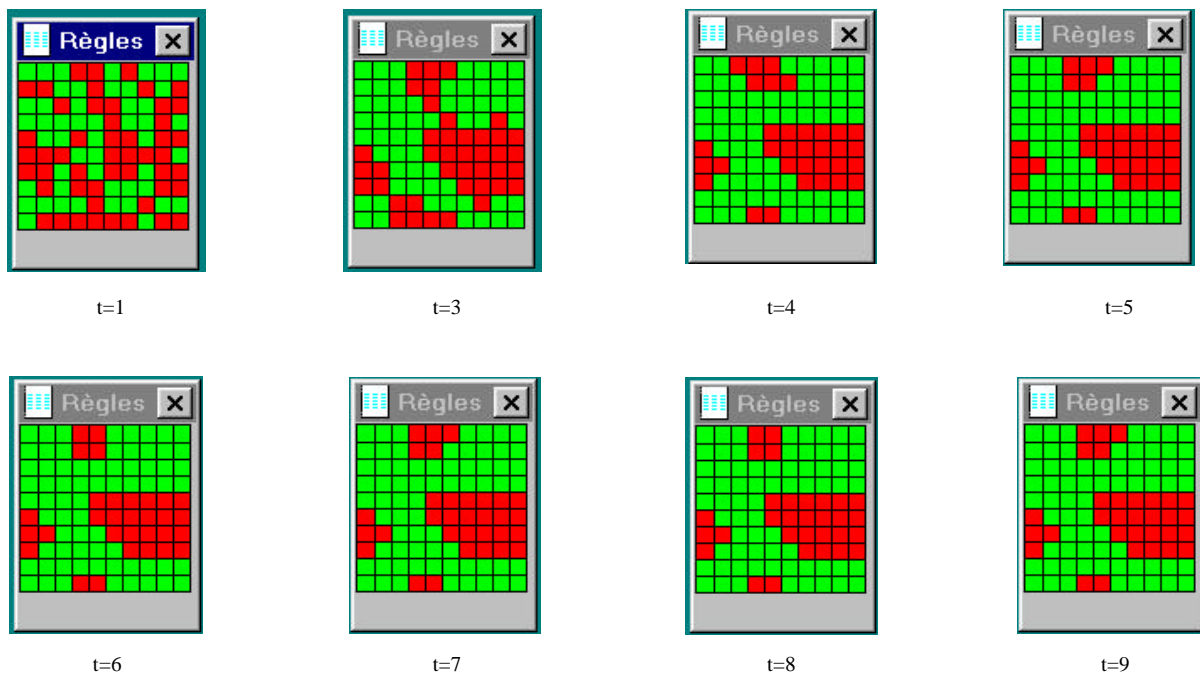 Règles
Règles
Règles
Règles
t=1
t=3
t=4
t=5
Règles
Règles
Règles
Règles
t=6
t=7
t=8
t=9